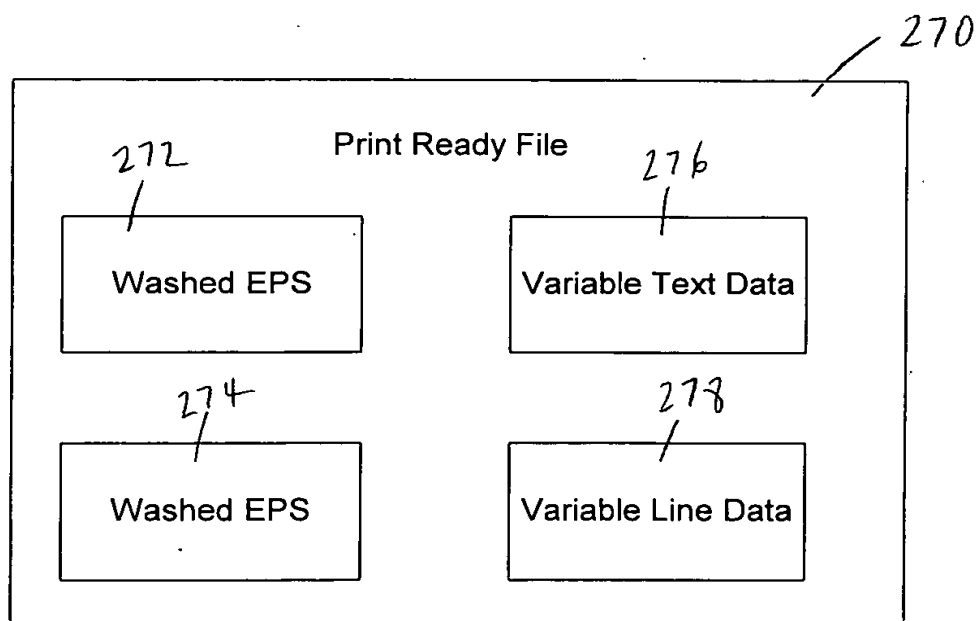 270
Print Ready File
272
276
Washed EPS
Variable Text Data
274
278
Washed EPS
Variable Line Data